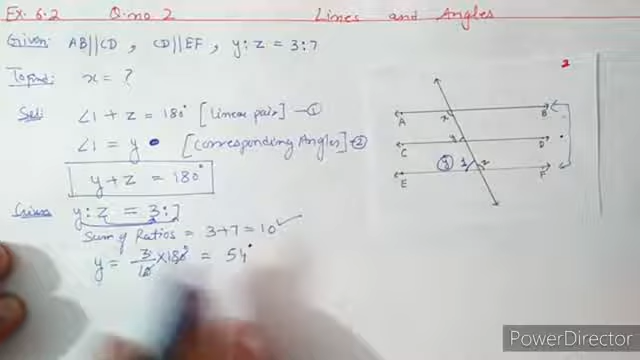 Ex. 6.2 Q.no 2 Lines and Angles
Given: AB||CD , CD||EF , y:z = 3:7
To find: x = ?
Sol: ∠1 + z = 180° [Linear pair] —①
∠1 = y [Corresponding Angles] —②
y + z = 180°
Given y:z = 3:7
Sum of Ratios = 3+7 = 10 ✓
y = 3/10 × 180° = 54°
2
A x B
C y D
E y 1 z F
PowerDirector